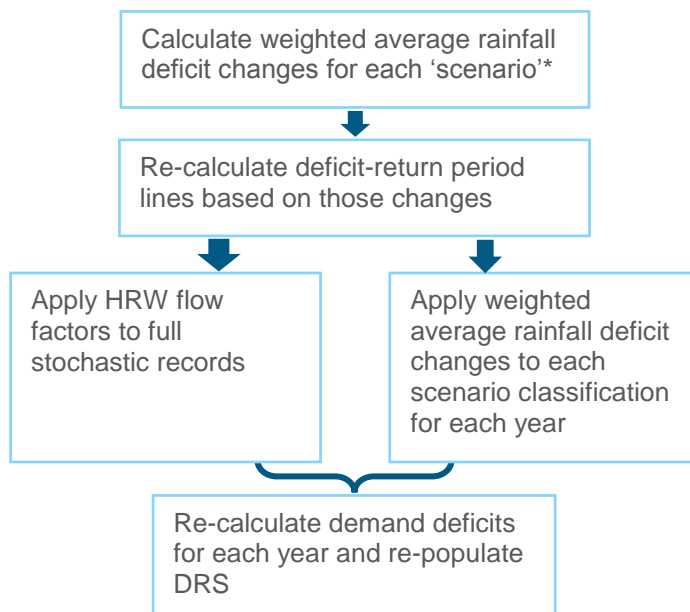 Calculate weighted average rainfall
deficit changes for each ‘scenario’*
Re-calculate deficit-return period
lines based on those changes
Apply HRW flow
factors to full
stochastic records
Apply weighted
average rainfall deficit
changes to each
scenario classification
for each year
Re-calculate demand deficits
for each year and re-populate
DRS